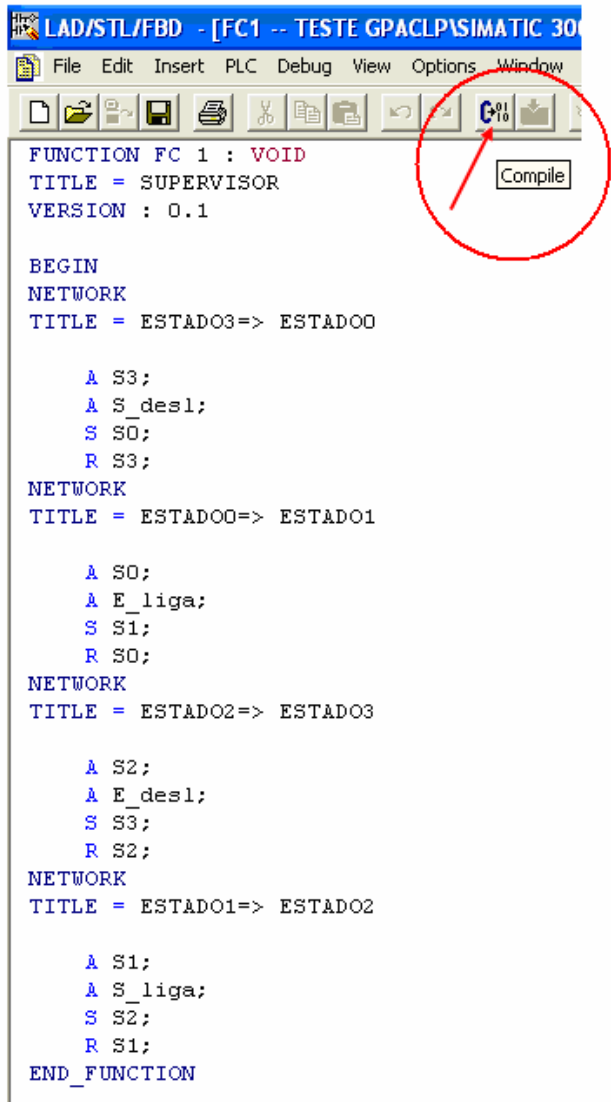 LAD/STL/FBD - [FC1 -- TESTE GPACLP\SIMATIC 300
File Edit Insert PLC Debug View Options Window
Compile
FUNCTION FC 1 : VOID
TITLE = SUPERVISOR
VERSION : 0.1
BEGIN
NETWORK
TITLE = ESTADO3=> ESTADO0
A S3;
A S_desl;
S S0;
R S3;
NETWORK
TITLE = ESTADO0=> ESTADO1
A S0;
A E_liga;
S S1;
R S0;
NETWORK
TITLE = ESTADO2=> ESTADO3
A S2;
A E_desl;
S S3;
R S2;
NETWORK
TITLE = ESTADO1=> ESTADO2
A S1;
A S_liga;
S S2;
R S1;
END_FUNCTION